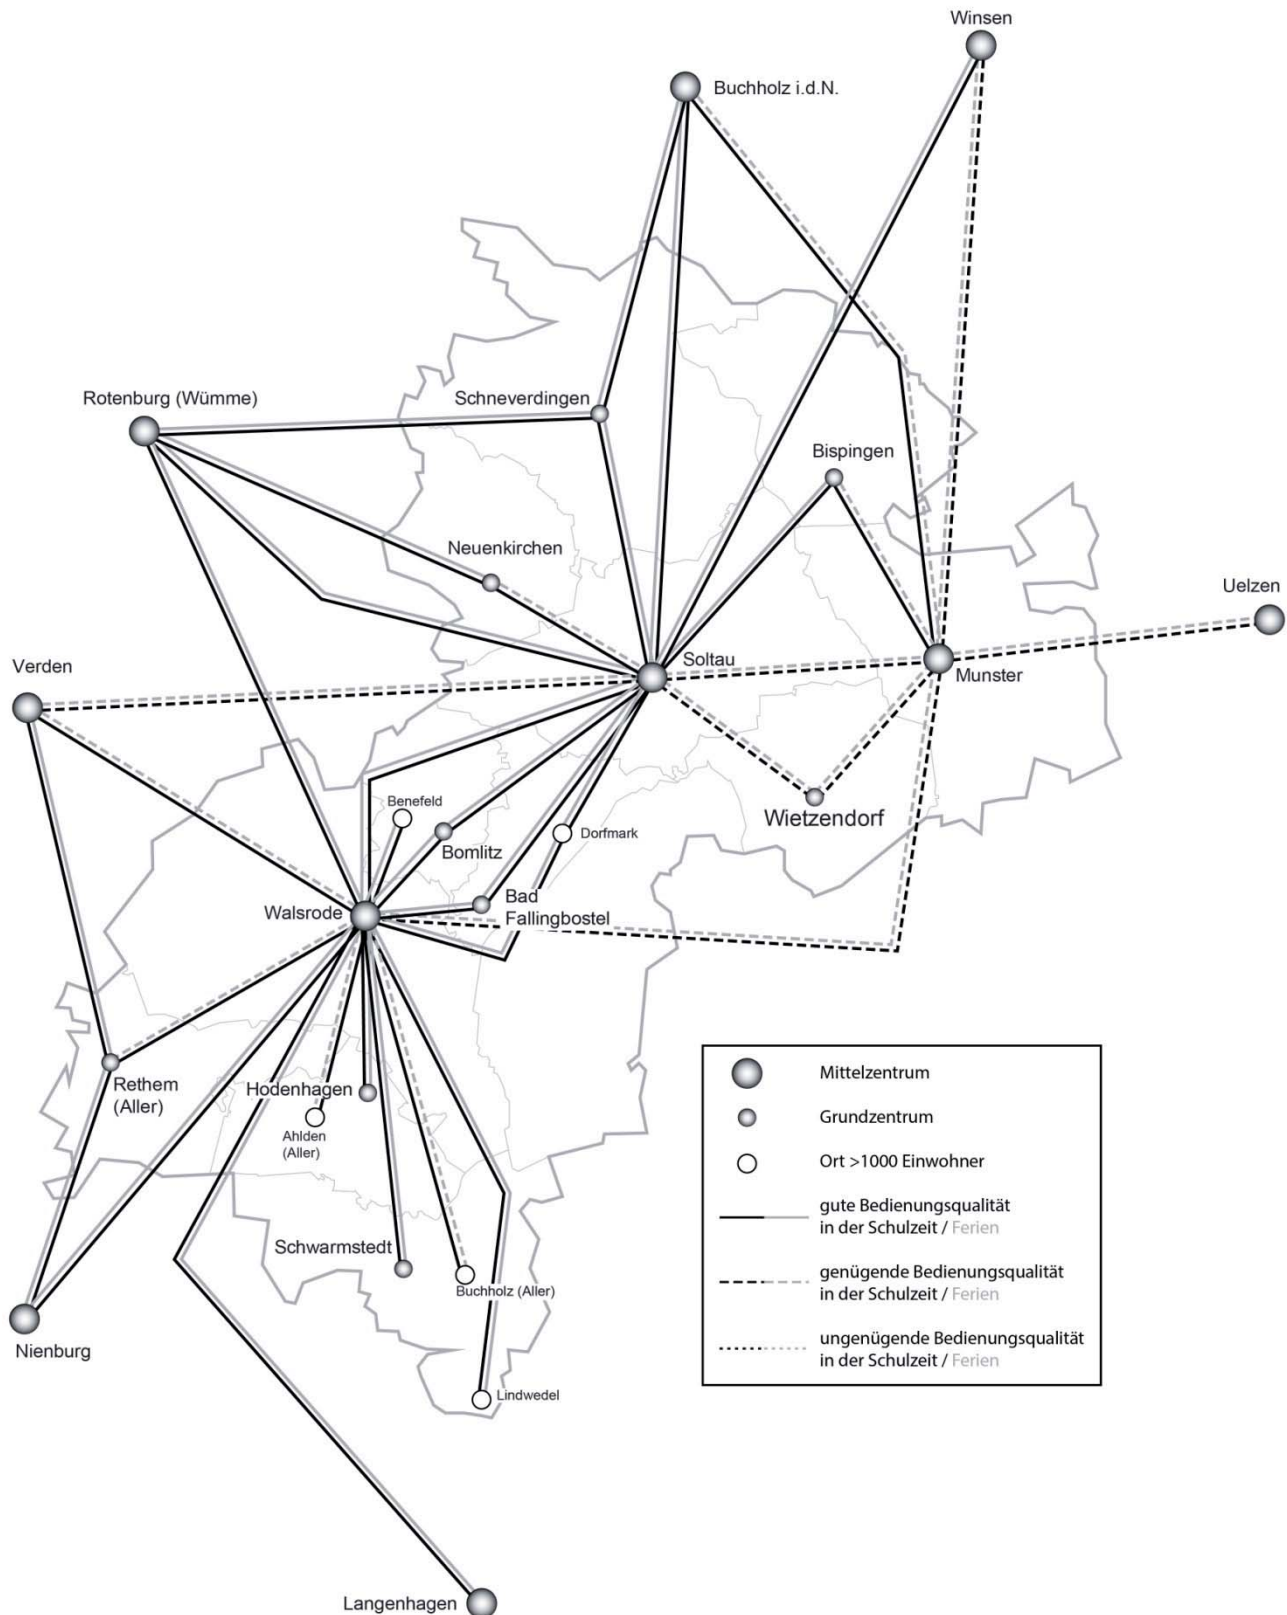 Winsen
Buchholz i.d.N.
Rotenburg (Wümme)
Schneverdingen
Bispingen
Neuenkirchen
Uelzen
Verden
Soltau
Munster
Benefeld
Wietzendorf
Dorfmark
Bomlitz
Walsrode
Bad
Fallingbostel
Rethem
(Aller)
Hodenhagen
Ahlden
(Aller)
Schwarmstedt
Buchholz (Aller)
Nienburg
Lindwedel
Langenhagen
Mittelzentrum
Grundzentrum
Ort >1000 Einwohner
gute Bedienungsqualität
in der Schulzeit / Ferien
genügende Bedienungsqualität
in der Schulzeit / Ferien
ungenügende Bedienungsqualität
in der Schulzeit / Ferien